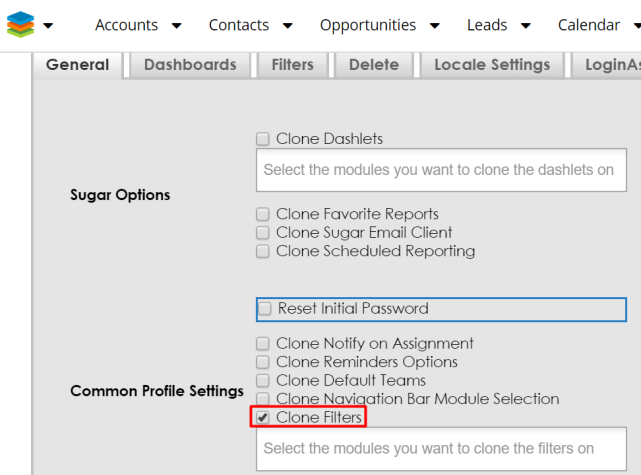 Accounts Contacts Opportunities Leads Calendar
General Dashboards Filters Delete Locale Settings LoginAs
Clone Dashlets
Select the modules you want to clone the dashlets on
Sugar Options
Clone Favorite Reports
Clone Sugar Email Client
Clone Scheduled Reporting
Reset Initial Password
Common Profile Settings
Clone Notify on Assignment
Clone Reminders Options
Clone Default Teams
Clone Navigation Bar Module Selection
Clone Filters
Select the modules you want to clone the filters on